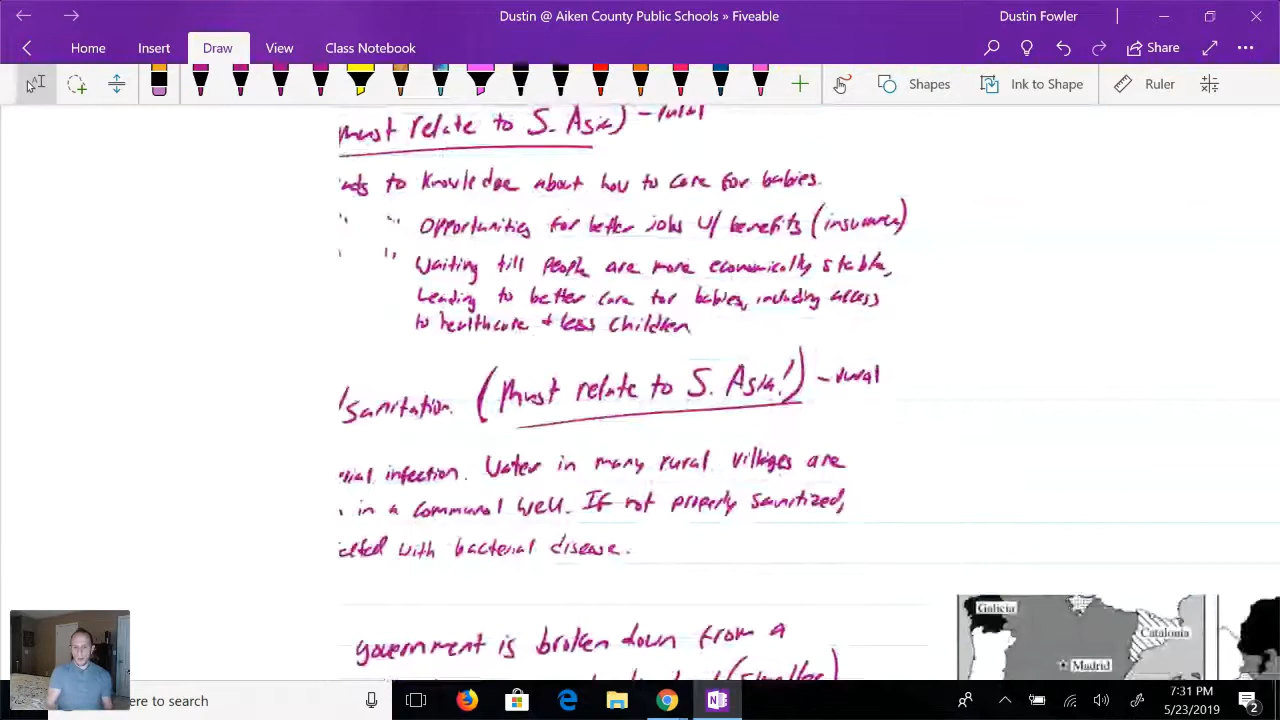 Dustin @ Aiken County Public Schools » Fiveable
Dustin Fowler
Home Insert Draw View Class Notebook
Share
Shapes Ink to Shape Ruler
must relate to S. Asia) - rural
to knowledge about how to care for babies.
" " Opportunities for better jobs w/ benefits (insurance)
" " Waiting till people are more economically stable,
Leading to better care for babies, including access
to healthcare + less children
/sanitation. (Must relate to S. Asia!) - rural
infection. Water in many rural villages are
in a communal well. If not properly sanitized,
with bacterial disease.
government is broken down from a
(smaller)
Galicia
Catalonia
Madrid
here to search
7:31 PM
5/23/2019
2